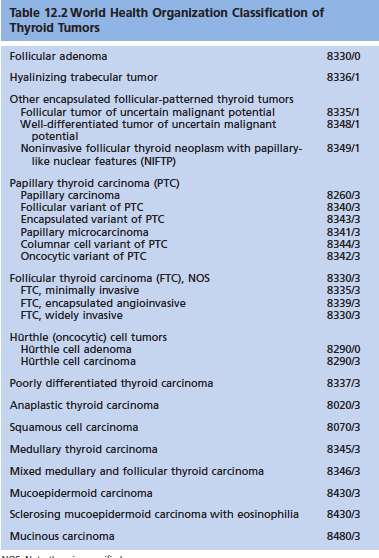 Table 12.2 World Health Organization Classification of
Thyroid Tumors
Follicular adenoma 8330/0
Hyalinizing trabecular tumor 8336/1
Other encapsulated follicular-patterned thyroid tumors
Follicular tumor of uncertain malignant potential 8335/1
Well-differentiated tumor of uncertain malignant 8348/1
potential
Noninvasive follicular thyroid neoplasm with papillary- 8349/1
like nuclear features (NIFTP)
Papillary thyroid carcinoma (PTC)
Papillary carcinoma 8260/3
Follicular variant of PTC 8340/3
Encapsulated variant of PTC 8343/3
Papillary microcarcinoma 8341/3
Columnar cell variant of PTC 8344/3
Oncocytic variant of PTC 8342/3
Follicular thyroid carcinoma (FTC), NOS 8330/3
FTC, minimally invasive 8335/3
FTC, encapsulated angioinvasive 8339/3
FTC, widely invasive 8330/3
Hürthle (oncocytic) cell tumors
Hürthle cell adenoma 8290/0
Hürthle cell carcinoma 8290/3
Poorly differentiated thyroid carcinoma 8337/3
Anaplastic thyroid carcinoma 8020/3
Squamous cell carcinoma 8070/3
Medullary thyroid carcinoma 8345/3
Mixed medullary and follicular thyroid carcinoma 8346/3
Mucoepidermoid carcinoma 8430/3
Sclerosing mucoepidermoid carcinoma with eosinophilia 8430/3
Mucinous carcinoma 8480/3